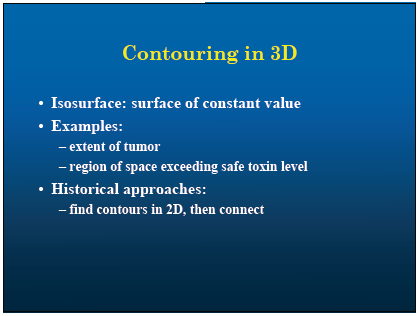 Contouring in 3D
• Isosurface: surface of constant value
• Examples:
– extent of tumor
– region of space exceeding safe toxin level
• Historical approaches:
– find contours in 2D, then connect